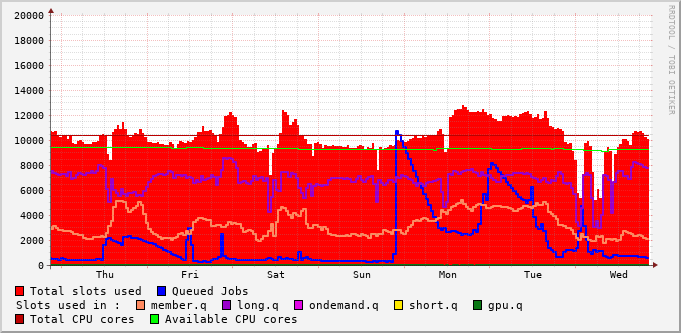 RRDTOOL / TOBI OETIKER
20000
18000
16000
14000
12000
10000
8000
6000
4000
2000
0
Thu Fri Sat Sun Mon Tue Wed
Total slots used Queued Jobs
Slots used in : member.q long.q ondemand.q short.q gpu.q
Total CPU cores Available CPU cores